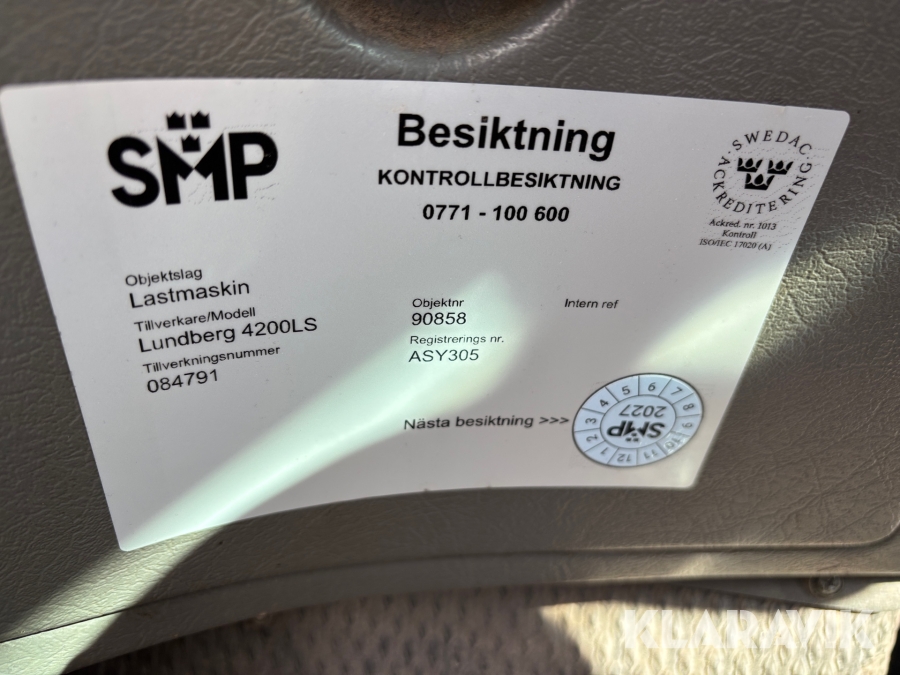 SMP
Besiktning
KONTROLLBESIKTNING
0771 - 100 600
SWEDAC
ACKREDITERING
Ackred. nr. 1013
Kontroll
ISO/IEC 17020 (A)
Objektslag
Lastmaskin
Tillverkare/Modell
Lundberg 4200LS
Tillverkningsnummer
084791
Objektnr
90858
Registrerings nr.
ASY305
Intern ref
Nästa besiktning >>>
1 2 3 4 5 6 7 8 9 10 11 12
2027
SMP
KLARAVIK